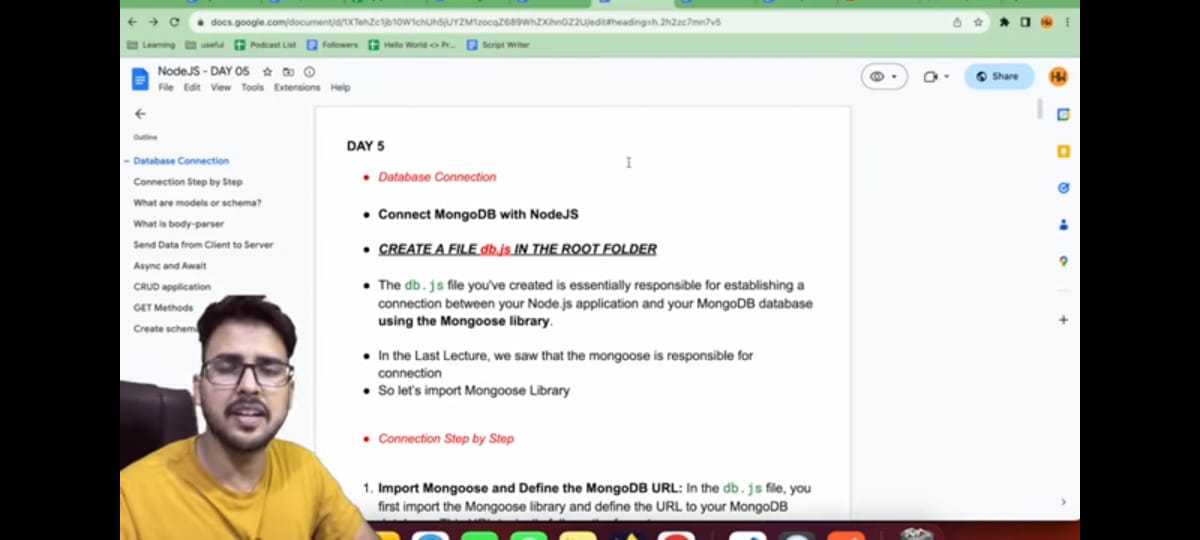 docs.google.com/document/d/1XTehZc1jb10W1chUh5jUYZM1zocqZ689WhZXihnGZ2U/edit#heading=h.2h2zc7mn7v5
Learning useful Podcast List Followers Hello World <> Pr... Script Writer
NodeJS - DAY 05
File Edit View Tools Extensions Help
Share
HW
Outline
Database Connection
Connection Step by Step
What are models or schema?
What is body-parser
Send Data from Client to Server
Async and Await
CRUD application
GET Methods
Create schem
DAY 5
• Database Connection
• Connect MongoDB with NodeJS
• CREATE A FILE db.js IN THE ROOT FOLDER
• The db.js file you've created is essentially responsible for establishing a
connection between your Node.js application and your MongoDB database
using the Mongoose library.
• In the Last Lecture, we saw that the mongoose is responsible for
connection
• So let's import Mongoose Library
• Connection Step by Step
1. Import Mongoose and Define the MongoDB URL: In the db.js file, you
first import the Mongoose library and define the URL to your MongoDB